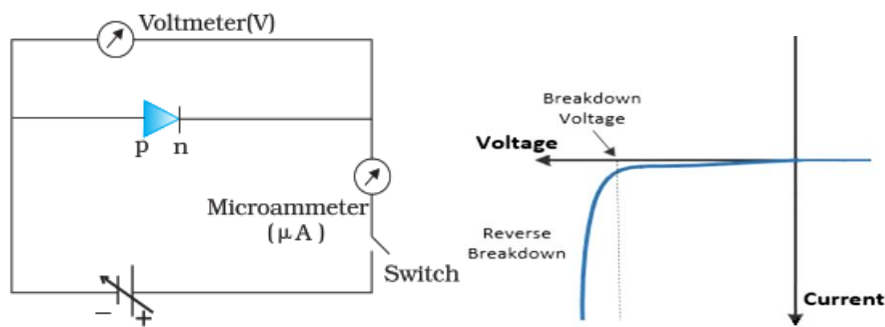 Voltmeter(V)
p n
Microammeter
(μA)
Switch
− +
Breakdown
Voltage
Voltage
Reverse
Breakdown
Current